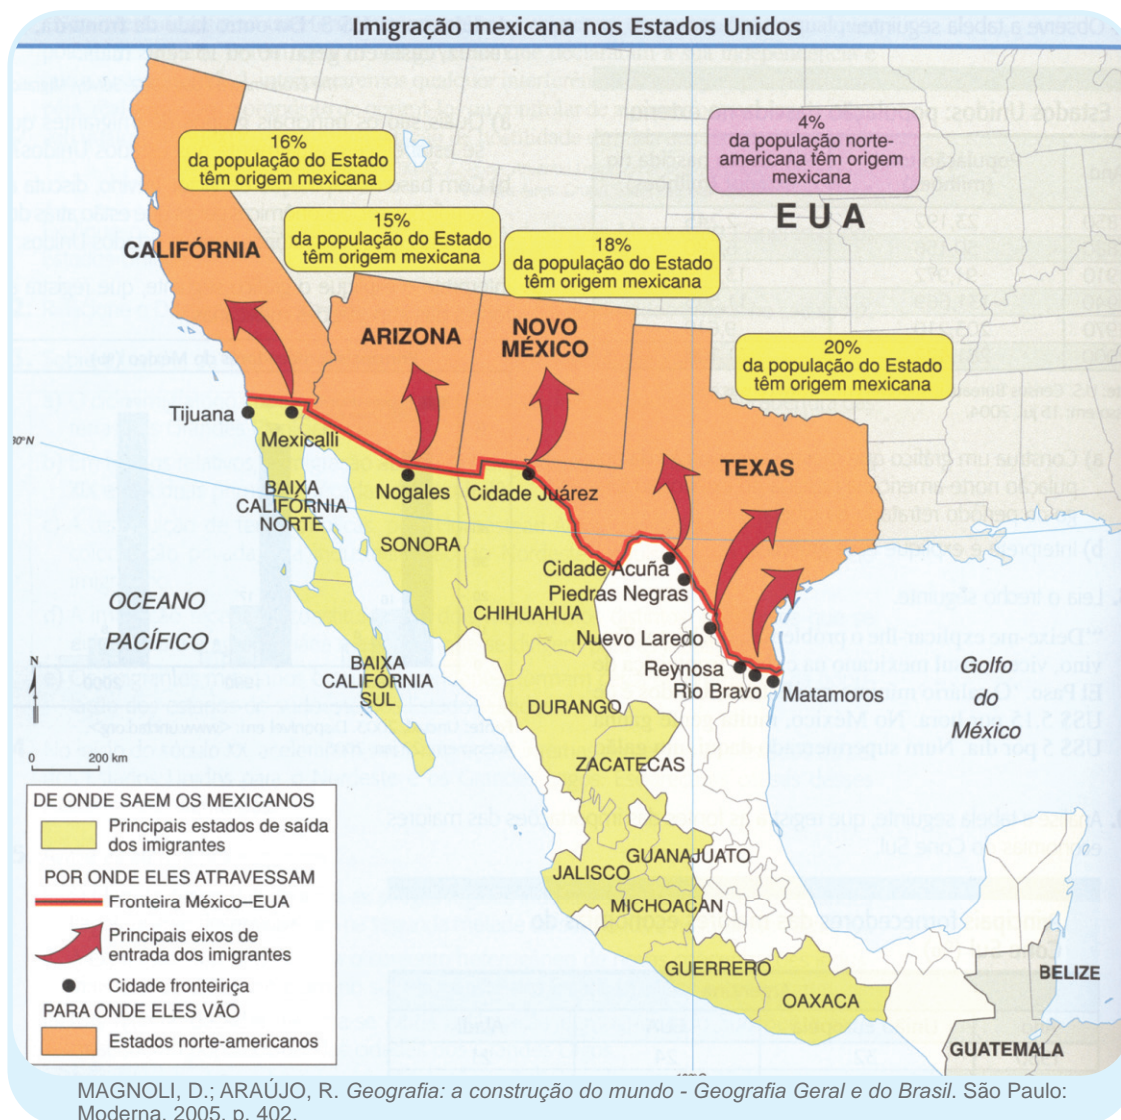 Imigração mexicana nos Estados Unidos
16%
da população do Estado
têm origem mexicana
4%
da população norte-
americana têm origem
mexicana
15%
da população do Estado
têm origem mexicana
18%
da população do Estado
têm origem mexicana
20%
da população do Estado
têm origem mexicana
EUA
CALIFÓRNIA
ARIZONA
NOVO
MÉXICO
TEXAS
Tijuana
Mexicalli
30° N
Nogales
Cidade Juárez
BAIXA
CALIFÓRNIA
NORTE
SONORA
Cidade Acuña
Piedras Negras
CHIHUAHUA
Nuevo Laredo
Reynosa
Rio Bravo
Matamoros
OCEANO
PACÍFICO
Golfo
do
México
BAIXA
CALIFÓRNIA
SUL
DURANGO
ZACATECAS
GUANAJUATO
JALISCO
MICHOACAN
GUERRERO
OAXACA
BELIZE
GUATEMALA
N
0 200 km
DE ONDE SAEM OS MEXICANOS
Principais estados de saída
dos imigrantes
POR ONDE ELES ATRAVESSAM
Fronteira México–EUA
Principais eixos de
entrada dos imigrantes
Cidade fronteiriça
PARA ONDE ELES VÃO
Estados norte-americanos
MAGNOLI, D.; ARAÚJO, R. Geografia: a construção do mundo - Geografia Geral e do Brasil. São Paulo:
Moderna, 2005, p. 402.